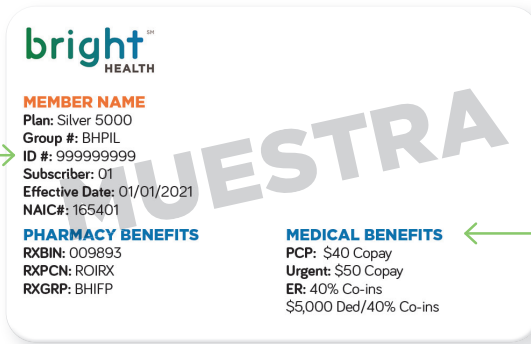 bright SM
HEALTH
MEMBER NAME
Plan: Silver 5000
Group #: BHPIL
ID #: 999999999
Subscriber: 01
Effective Date: 01/01/2021
NAIC#: 165401
MUESTRA
PHARMACY BENEFITS
RXBIN: 009893
RXPCN: ROIRX
RXGRP: BHIFP
MEDICAL BENEFITS
PCP: $40 Copay
Urgent: $50 Copay
ER: 40% Co-ins
$5,000 Ded/40% Co-ins